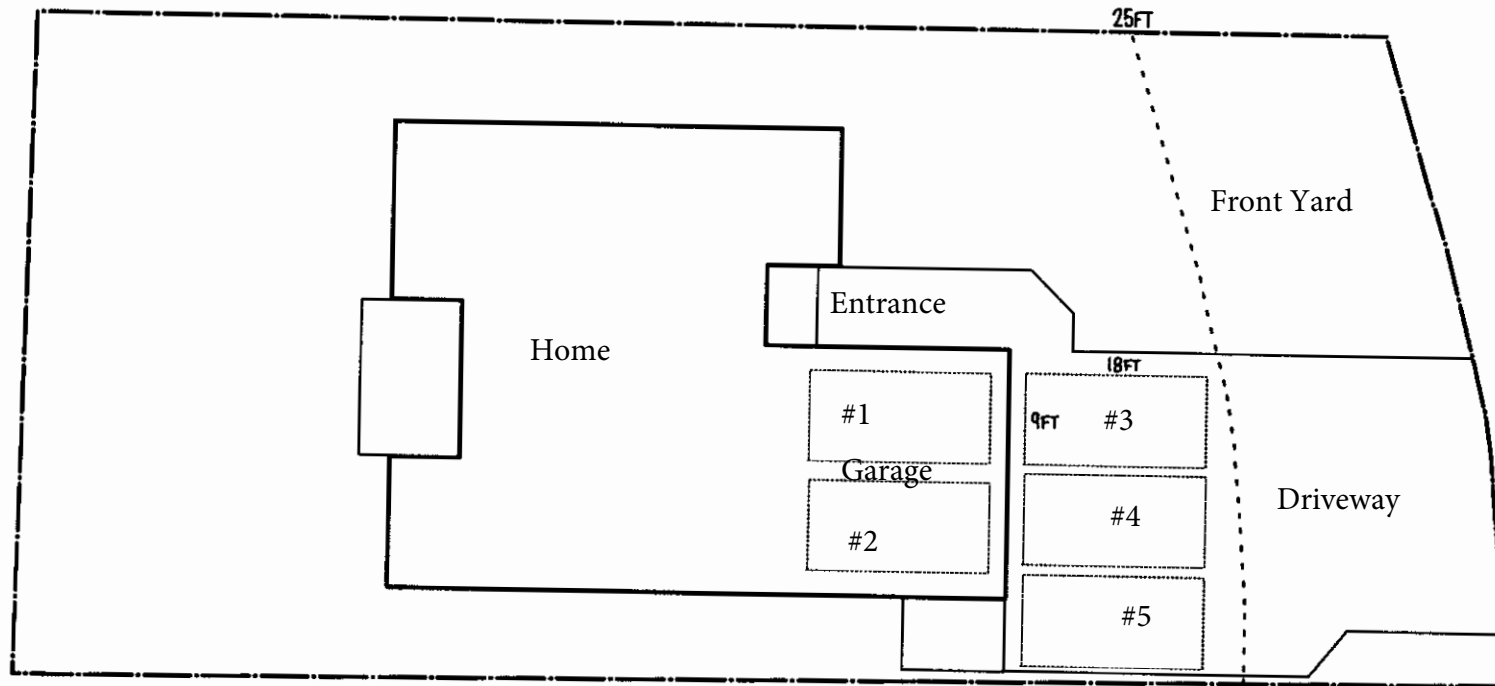 25FT
Front Yard
Entrance
Home
18FT
#1
9FT
#3
Garage
Driveway
#4
#2
#5